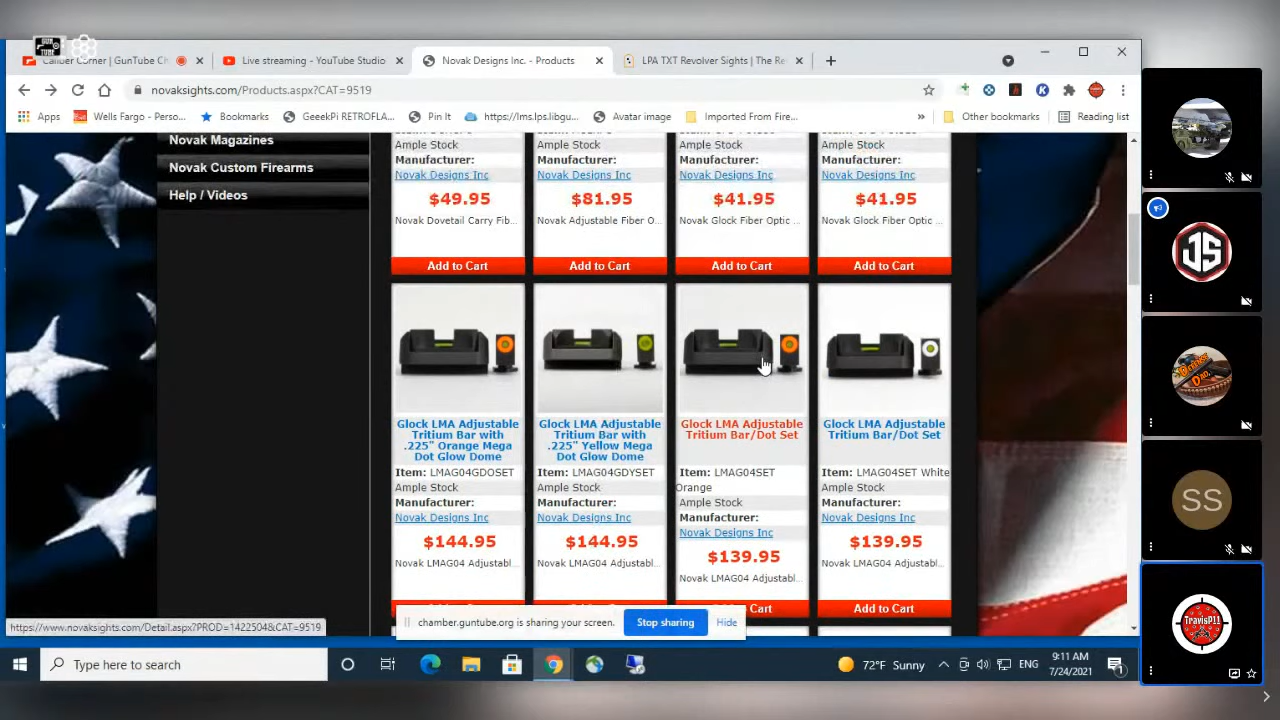 GUN
TUBE
Caliber Corner | GunTube Ch
Live streaming - YouTube Studio
Novak Designs Inc. - Products
LPA TXT Revolver Sights | The Re
novaksights.com/Products.aspx?CAT=9519
Apps
Wells Fargo - Perso...
Bookmarks
GeeekPi RETROFLA...
Pin It
https://lms.lps.libgu...
Avatar image
Imported From Fire...
»
Other bookmarks
Reading list
Novak Magazines
Novak Custom Firearms
Help / Videos
Ample Stock
Manufacturer:
Novak Designs Inc
$49.95
Novak Dovetail Carry Fib...
Add to Cart
Ample Stock
Manufacturer:
Novak Designs Inc
$81.95
Novak Adjustable Fiber O...
Add to Cart
Ample Stock
Manufacturer:
Novak Designs Inc
$41.95
Novak Glock Fiber Optic ...
Add to Cart
Ample Stock
Manufacturer:
Novak Designs Inc
$41.95
Novak Glock Fiber Optic ...
Add to Cart
Glock LMA Adjustable
Tritium Bar with
.225" Orange Mega
Dot Glow Dome
Item: LMAG04GDOSET
Ample Stock
Manufacturer:
Novak Designs Inc
$144.95
Novak LMAG04 Adjustabl...
Glock LMA Adjustable
Tritium Bar with
.225" Yellow Mega
Dot Glow Dome
Item: LMAG04GDYSET
Ample Stock
Manufacturer:
Novak Designs Inc
$144.95
Novak LMAG04 Adjustabl...
Glock LMA Adjustable
Tritium Bar/Dot Set
Item: LMAG04SET
Orange
Ample Stock
Manufacturer:
Novak Designs Inc
$139.95
Novak LMAG04 Adjustabl...
Cart
Glock LMA Adjustable
Tritium Bar/Dot Set
Item: LMAG04SET White
Ample Stock
Manufacturer:
Novak Designs Inc
$139.95
Novak LMAG04 Adjustabl...
Add to Cart
chamber.guntube.org is sharing your screen.
Stop sharing
Hide
https://www.novaksights.com/Detail.aspx?PROD=1422504&CAT=9519
Type here to search
72°F Sunny
ENG
9:11 AM
7/24/2021
1
JS
SS
TravisP11